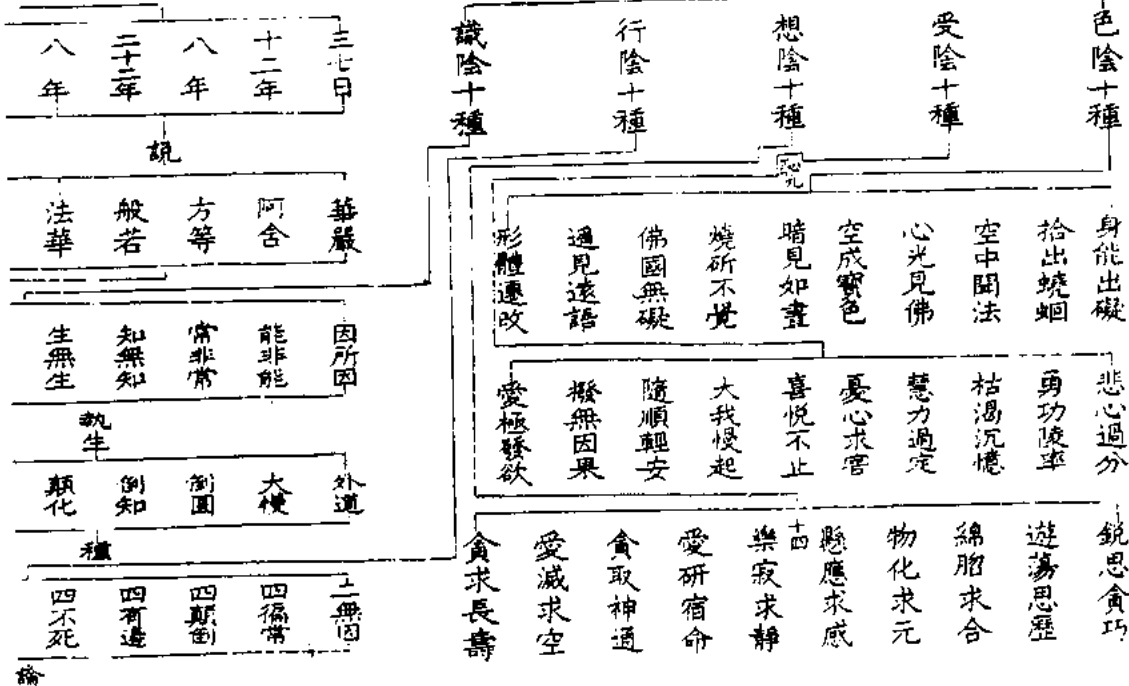 色陰十種
受陰十種
想陰十種
行陰十種
識陰十種
身能出礙
拾出蟯蛔
空中聞法
心光見佛
空成寶色
暗見如晝
燒斫不覺
佛國無礙
遍見遠語
形體遷改
悲心過分
勇功陵率
枯渴沉憶
慧力過定
憂心求害
喜悅不止
大我慢起
隨順輕安
撥無因果
愛極發欲
銳思貪巧
遊蕩思歷
綿㳷求合
物化求元
懸應求感
十四
樂寂求靜
愛研宿命
貪取神通
愛滅求空
貪求長壽
三七日
十二年
八年
二十二年
八年
說
華嚴
阿含
方等
般若
法華
因所因
能非能
常非常
知無知
生無生
執
外道
大慢
倒圓
倒知
顛化
種
二無因
四徧常
四顛倒
四有邊
四不死
論